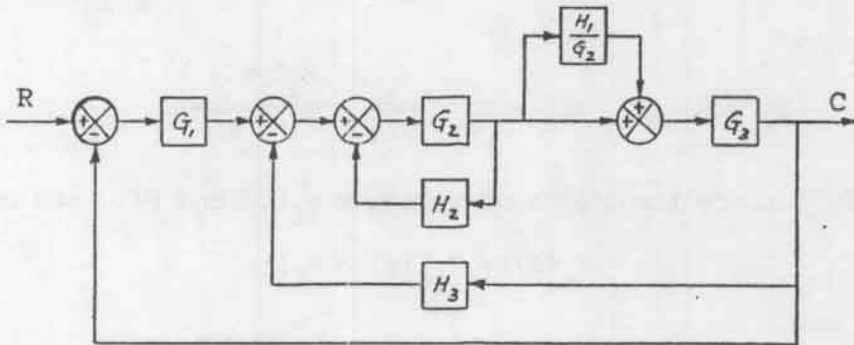 H₁
G₂
R
C
+
-
G₁
+
-
+
-
G₂
+
+
G₃
H₂
H₃